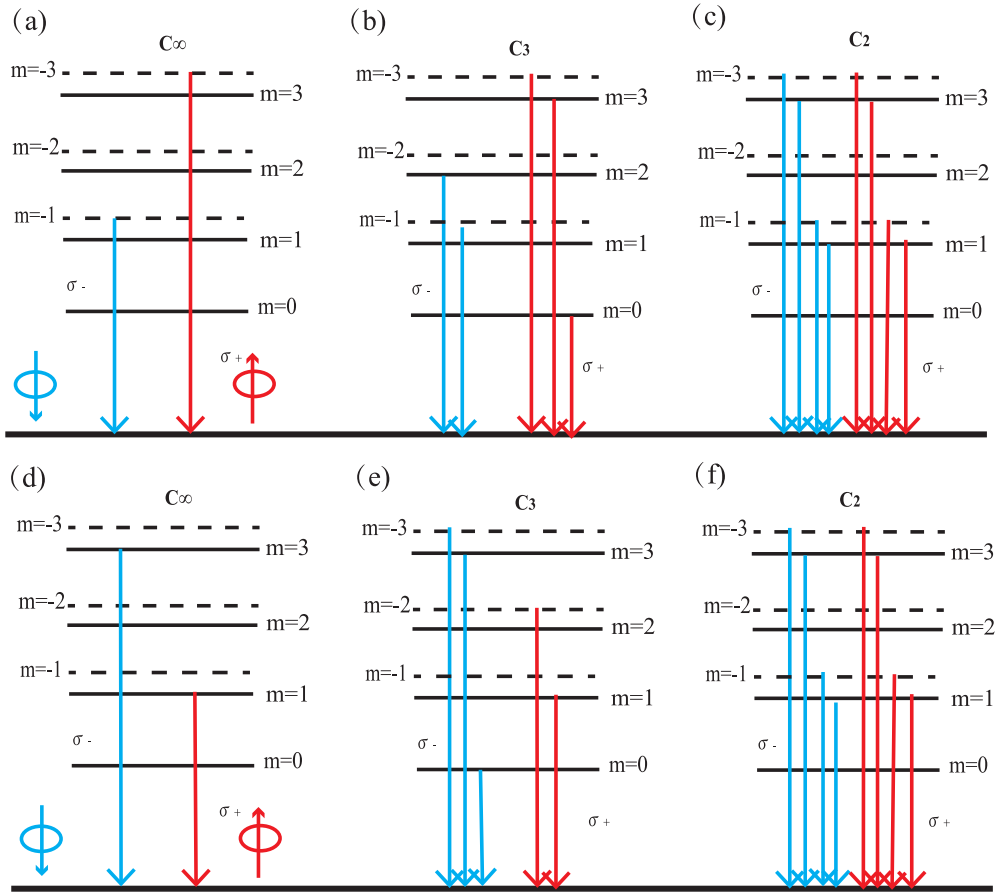 (a)
C∞
m=-3
m=3
m=-2
m=2
m=-1
m=1
σ -
m=0
σ +
(b)
C3
m=-3
m=3
m=-2
m=2
m=-1
m=1
σ -
m=0
σ +
(c)
C2
m=-3
m=3
m=-2
m=2
m=-1
m=1
σ -
m=0
σ +
(d)
C∞
m=-3
m=3
m=-2
m=2
m=-1
m=1
σ -
m=0
σ +
(e)
C3
m=-3
m=3
m=-2
m=2
m=-1
m=1
σ -
m=0
σ +
(f)
C2
m=-3
m=3
m=-2
m=2
m=-1
m=1
σ -
m=0
σ +